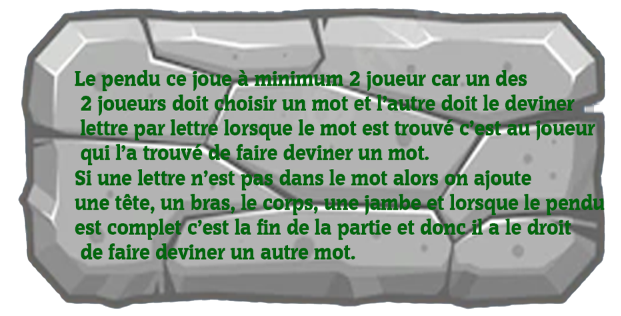 Le pendu ce joue à minimum 2 joueur car un des
2 joueurs doit choisir un mot et l'autre doit le deviner
lettre par lettre lorsque le mot est trouvé c'est au joueur
qui l'a trouvé de faire deviner un mot.
Si une lettre n'est pas dans le mot alors on ajoute
une tête, un bras, le corps, une jambe et lorsque le pendu
est complet c'est la fin de la partie et donc il a le droit
de faire deviner un autre mot.